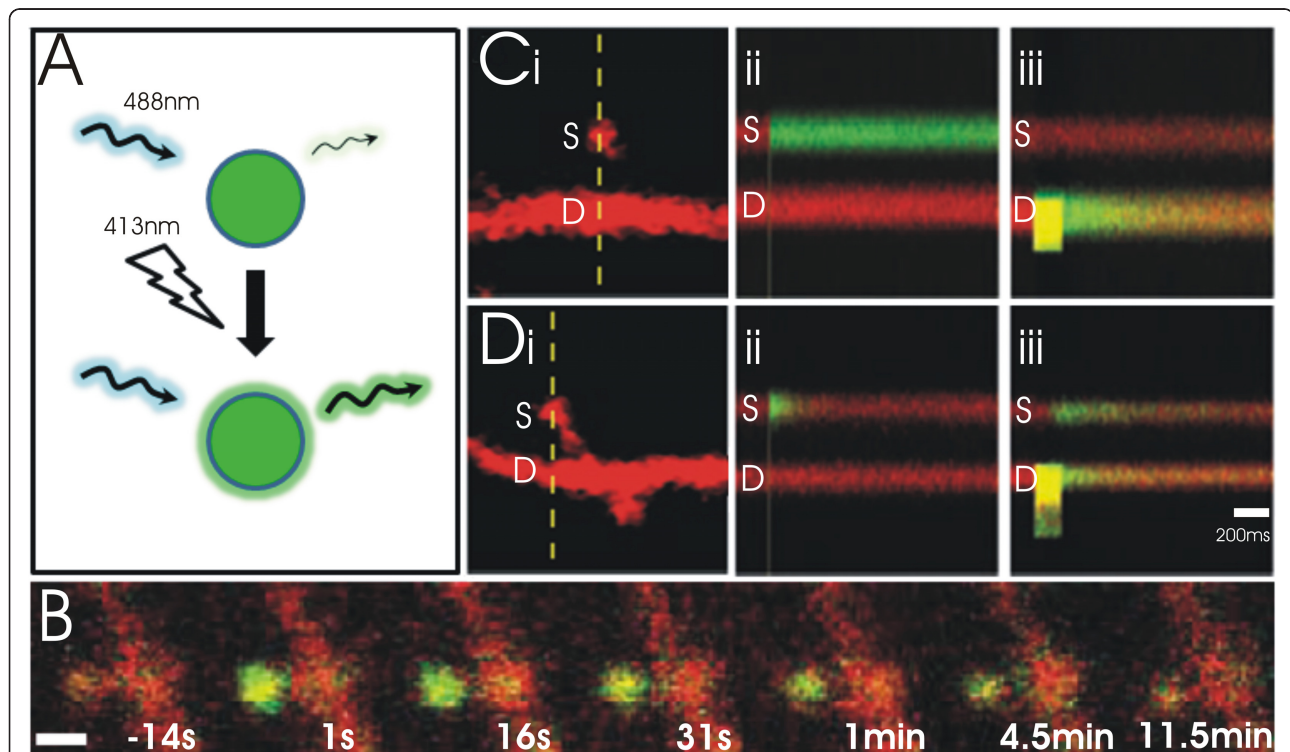 A
488nm
413nm
Ci
S
D
ii
S
D
iii
S
D
Di
S
D
ii
S
D
iii
S
D
200ms
B
-14s 1s 16s 31s 1min 4.5min 11.5min